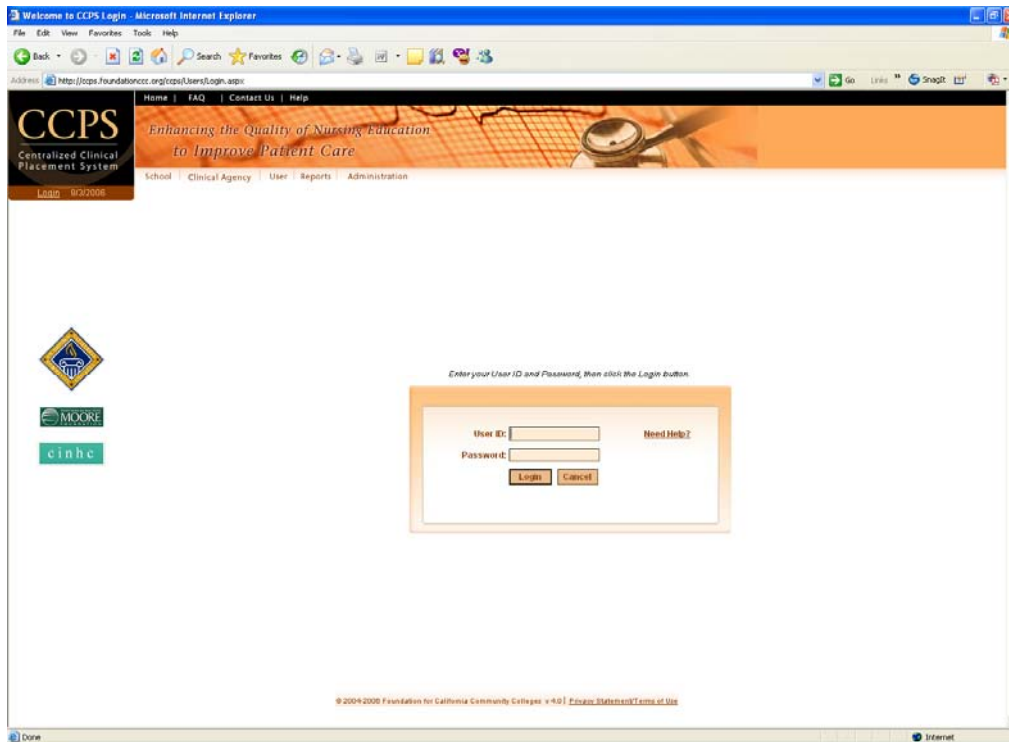 Welcome to CCPS Login - Microsoft Internet Explorer
File Edit View Favorites Tools Help
Back Search Favorites
Address http://ccps.foundationccc.org/ccps/Users/Login.aspx Go Links » SnagIt
Home | FAQ | Contact Us | Help
CCPS
Centralized Clinical
Placement System
Enhancing the Quality of Nursing Education
to Improve Patient Care
School Clinical Agency User Reports Administration
Login
Enter your User ID and Password, then click the Login button.
User ID: Need Help?
Password:
Login Cancel
MOORE
cinhc
© 2004-2006 Foundation for California Community Colleges v 4.0 | Privacy Statement/Terms of Use
Done Internet